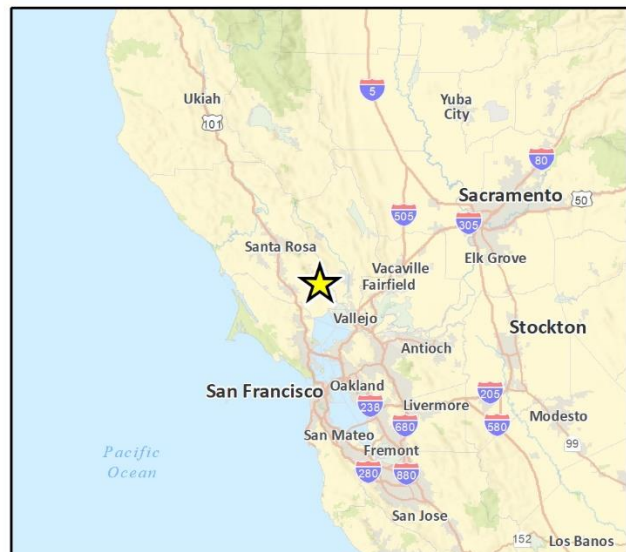 5
Yuba
City
Ukiah
101
80
Sacramento
50
505
305
Santa Rosa
Elk Grove
Vacaville
Fairfield
Vallejo
Stockton
Antioch
San Francisco
Oakland
205
238
Livermore
Modesto
680
580
San Mateo
99
Pacific
Ocean
Fremont
280
880
San Jose
152
Los Banos